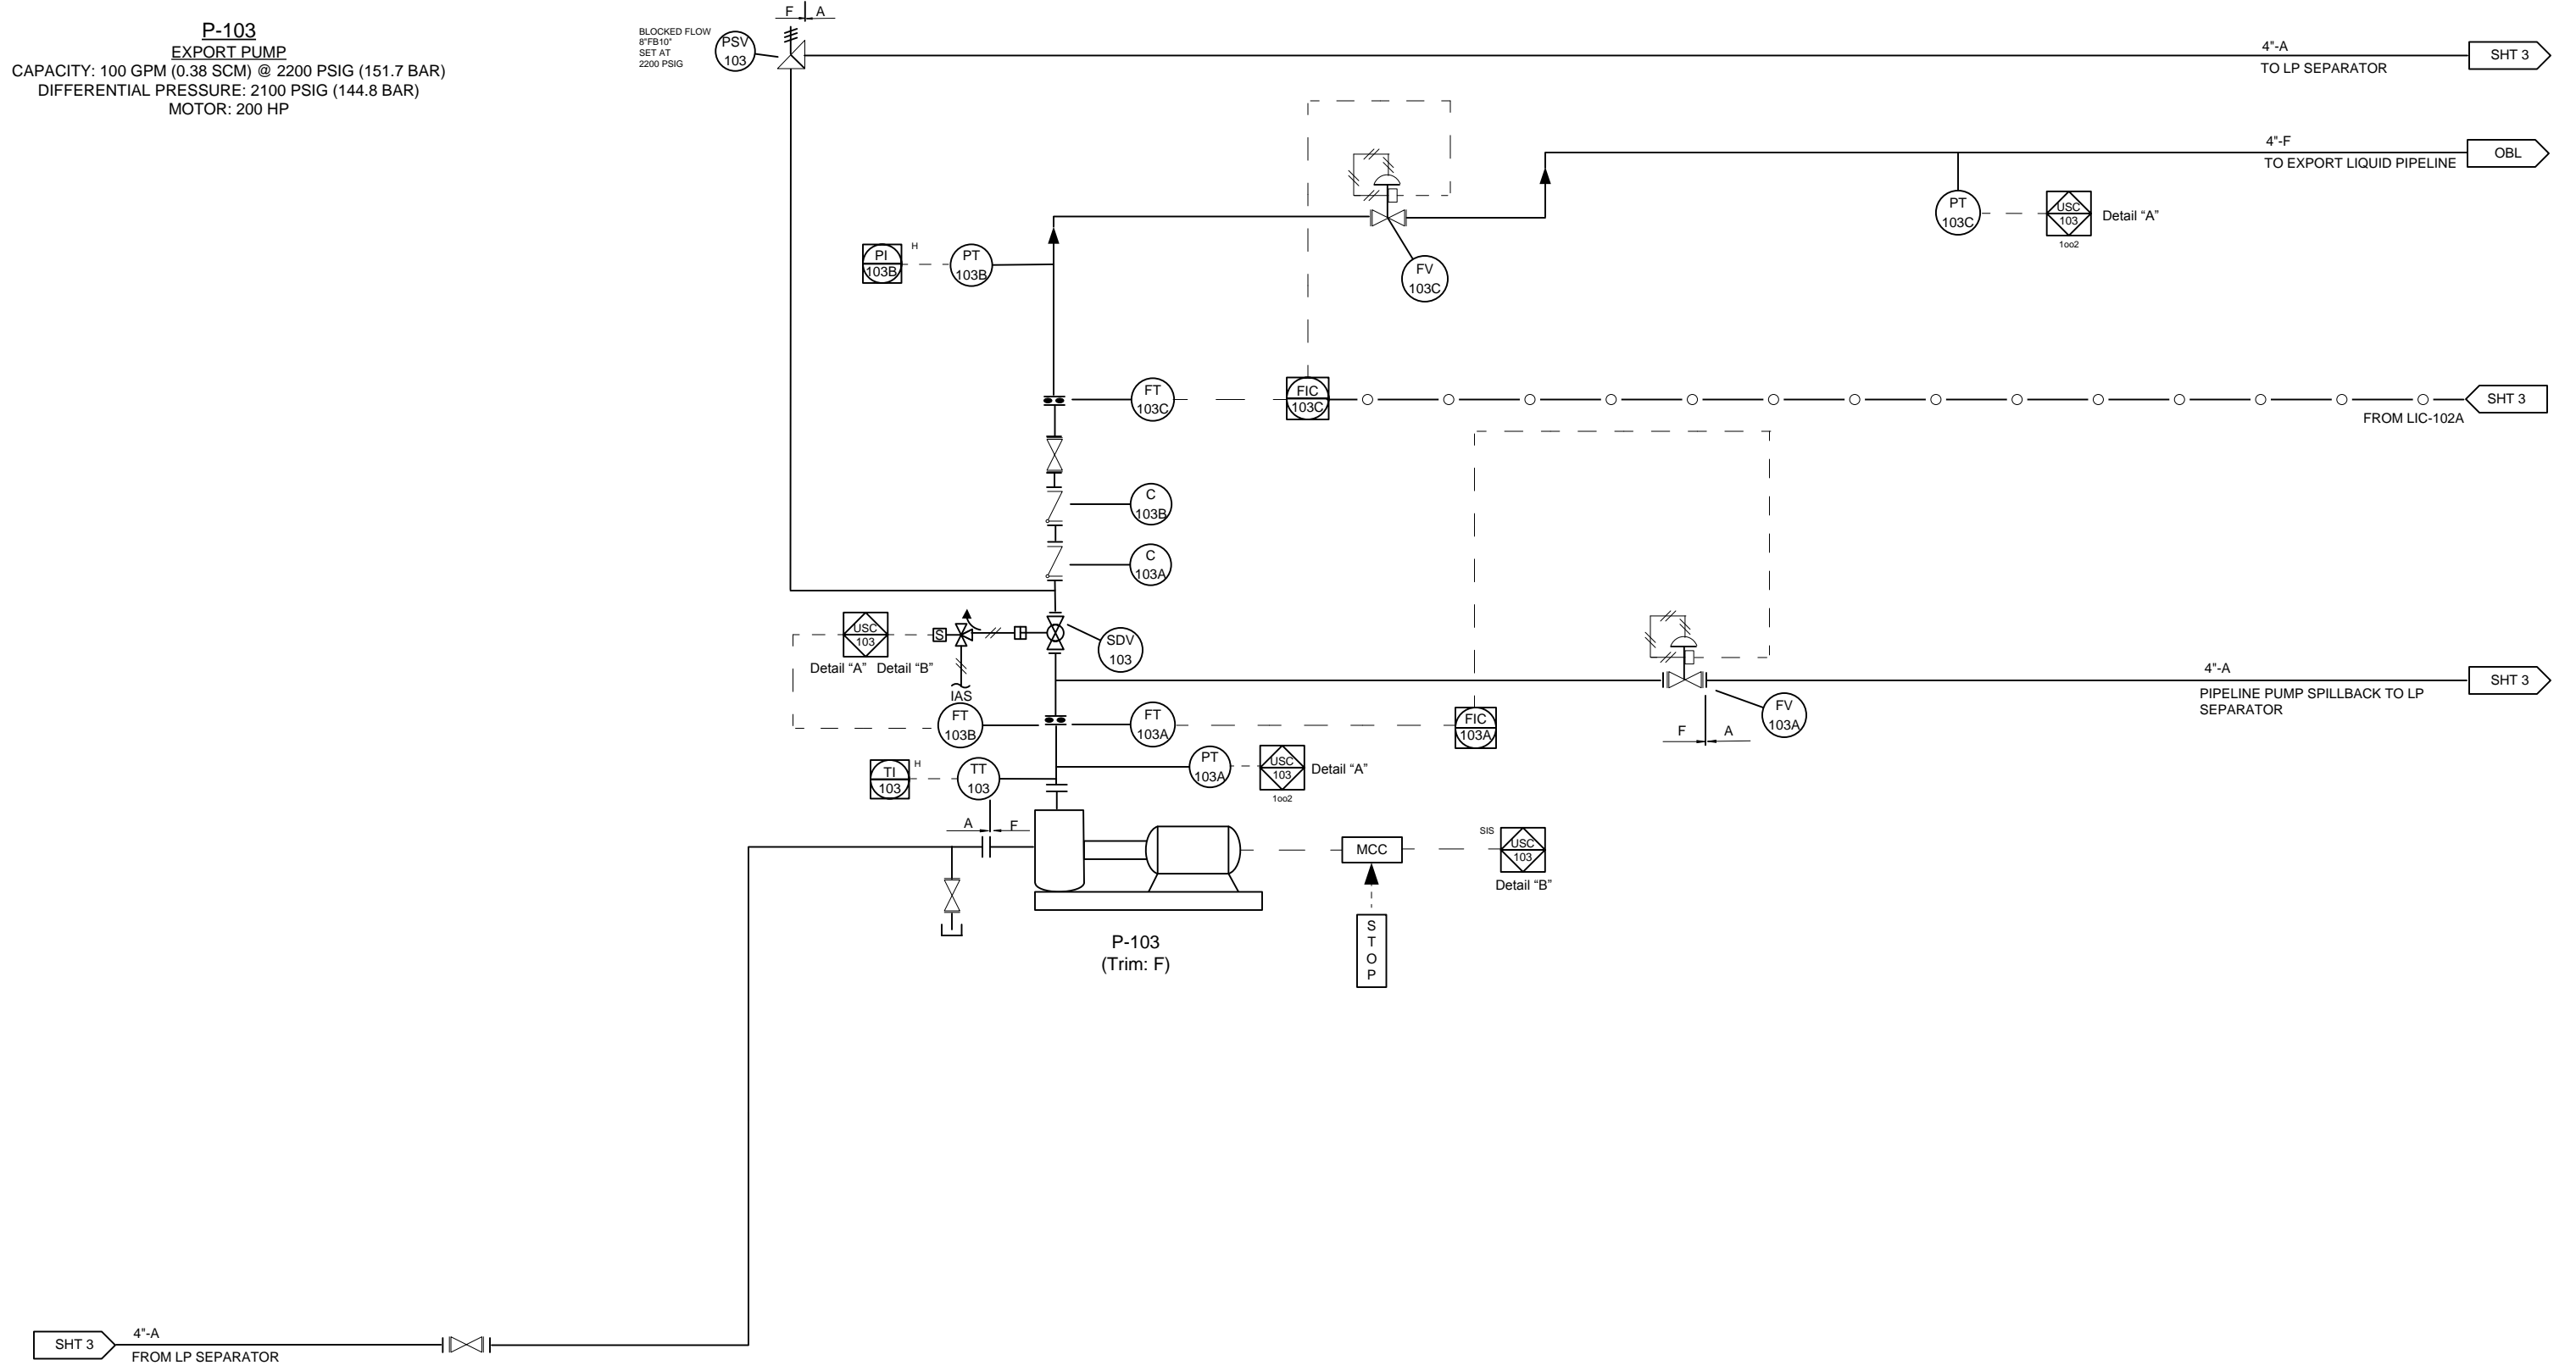 P-103
EXPORT PUMP
CAPACITY: 100 GPM (0.38 SCM) @ 2200 PSIG (151.7 BAR)
DIFFERENTIAL PRESSURE: 2100 PSIG (144.8 BAR)
MOTOR: 200 HP
F A
BLOCKED FLOW
8"FB10"
SET AT
2200 PSIG
PSV
103
4"-A
TO LP SEPARATOR
SHT 3
4"-F
TO EXPORT LIQUID PIPELINE
OBL
PT
103C
USC
103
1oo2
Detail “A”
PI
103B
H
PT
103B
FV
103C
FT
103C
FIC
103C
SHT 3
FROM LIC-102A
C
103B
C
103A
USC
103
Detail “A” Detail “B”
S
IAS
SDV
103
4"-A
PIPELINE PUMP SPILLBACK TO LP
SEPARATOR
SHT 3
FV
103A
F A
FT
103B
FT
103A
FIC
103A
TI
103
H
TT
103
PT
103A
USC
103
1oo2
Detail “A”
A F
MCC
SIS
USC
103
Detail “B”
S
T
O
P
P-103
(Trim: F)
SHT 3
4"-A
FROM LP SEPARATOR